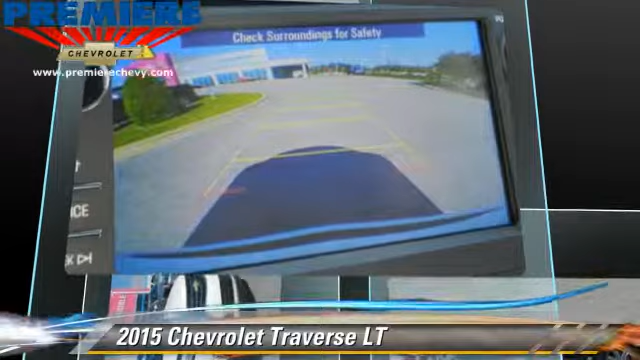 PREMIERE
CHEVROLET
www.premierechevy.com
Check Surroundings for Safety
2015 Chevrolet Traverse LT